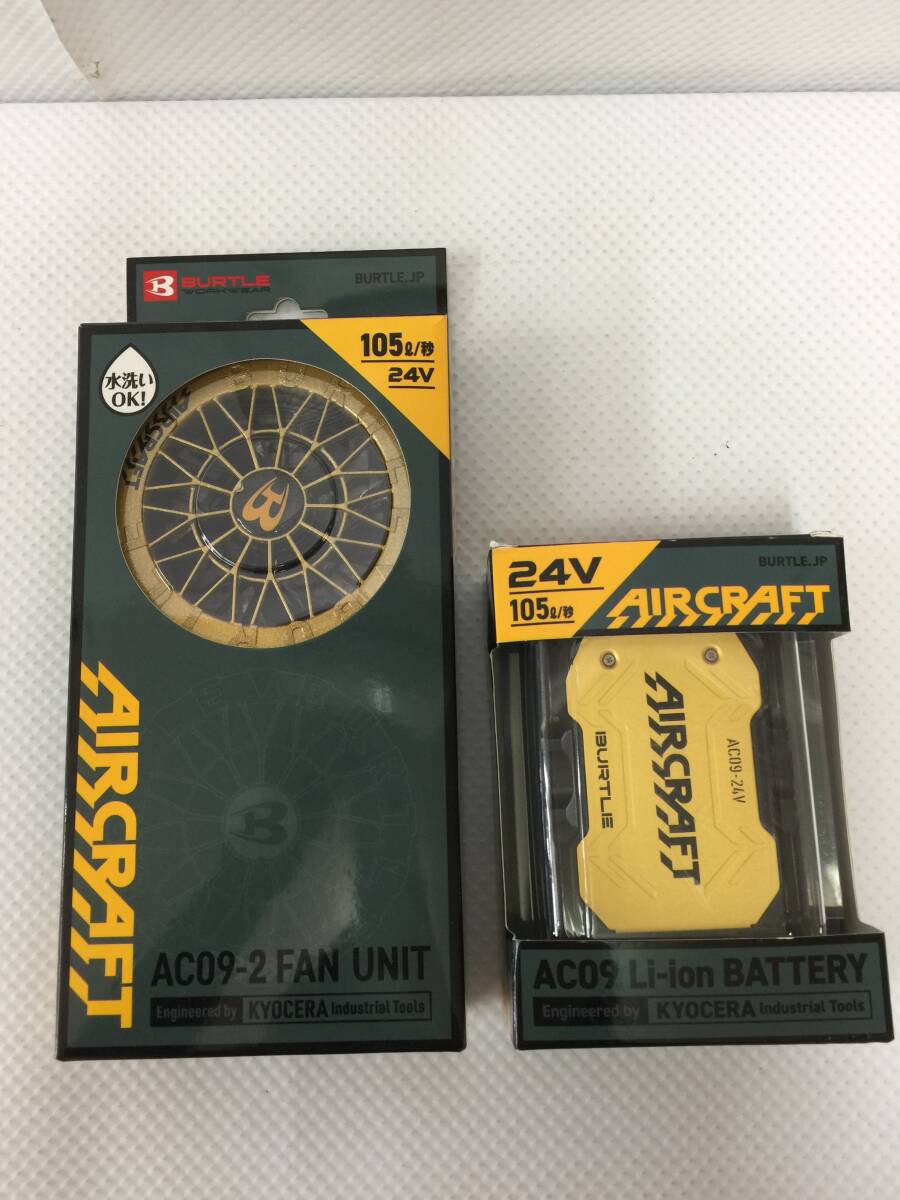 BURTLE
WORKWEAR
BURTLE.JP
水洗い
OK!
105ℓ/秒
24V
BURTLE
AIRCRAFT
B
AIRCRAFT
AC09-2 FAN UNIT
Engineered by KYOCERA Industrial Tools
24V
105ℓ/秒
BURTLE.JP
AIRCRAFT
AIRCRAFT
BURTLE
AC09-24V
AC09 Li-ion BATTERY
Engineered by KYOCERA Industrial Tools